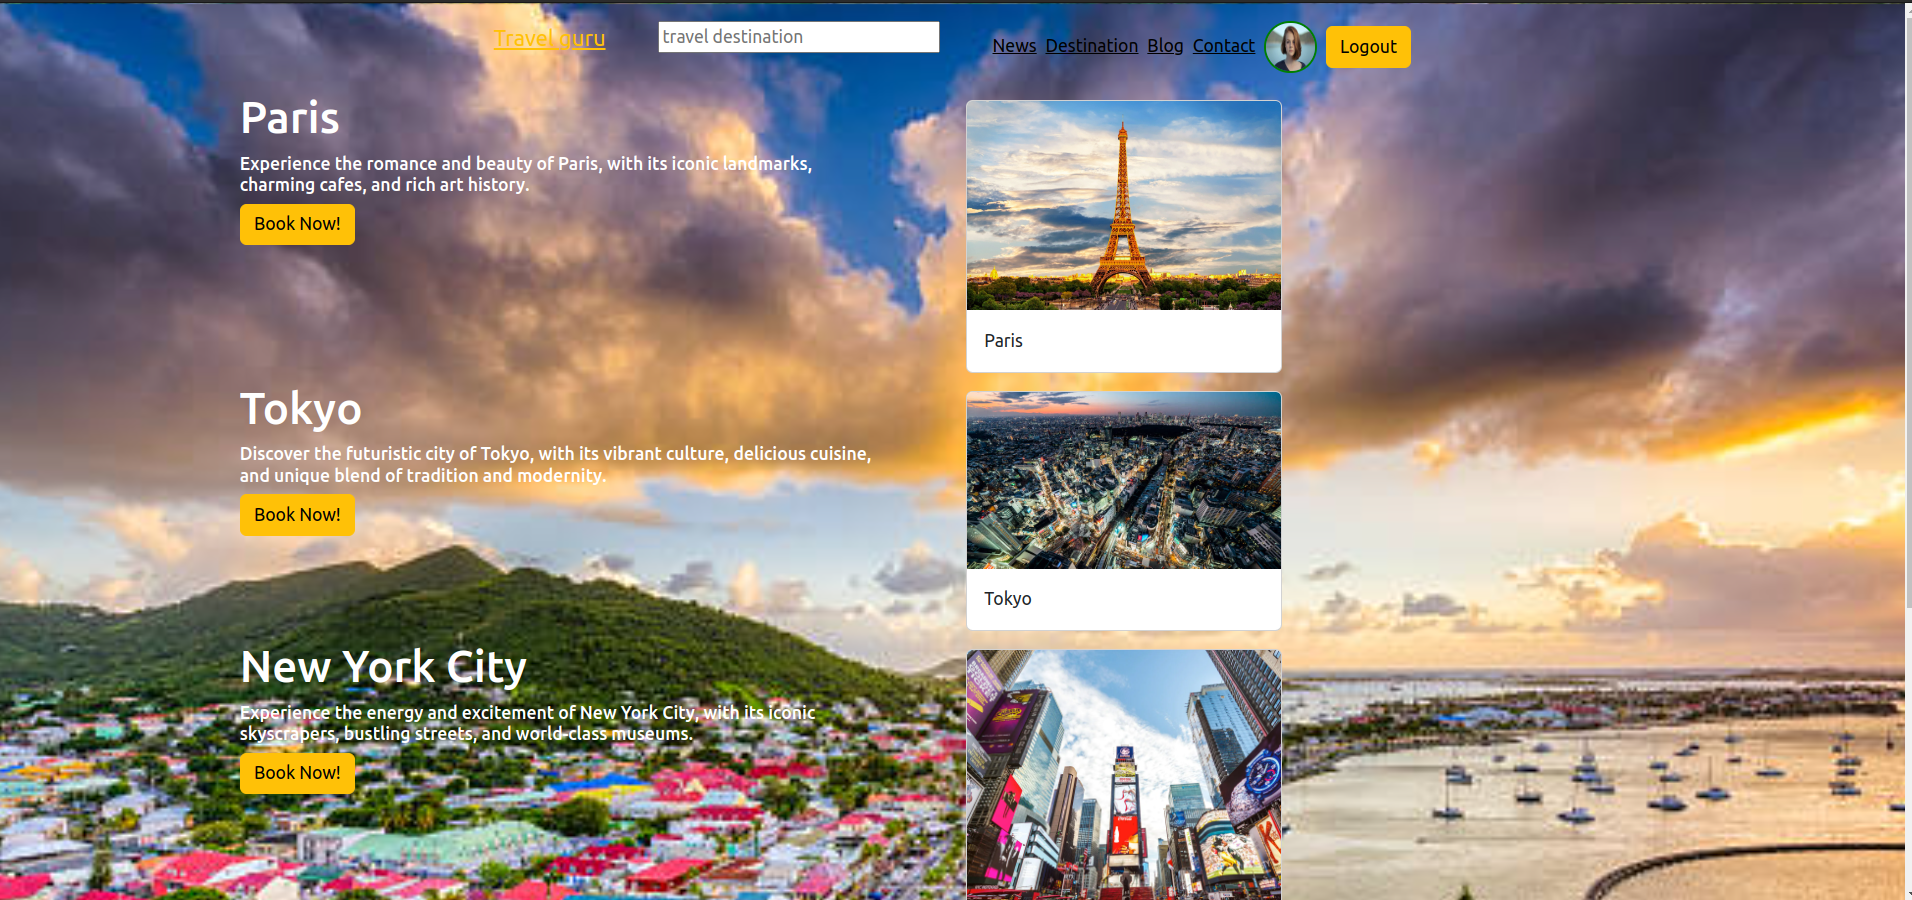 Travel guru
travel destination
News Destination Blog Contact
Logout
Paris
Experience the romance and beauty of Paris, with its iconic landmarks,
charming cafes, and rich art history.
Book Now!
Paris
Tokyo
Discover the futuristic city of Tokyo, with its vibrant culture, delicious cuisine,
and unique blend of tradition and modernity.
Book Now!
Tokyo
New York City
Experience the energy and excitement of New York City, with its iconic
skyscrapers, bustling streets, and world-class museums.
Book Now!